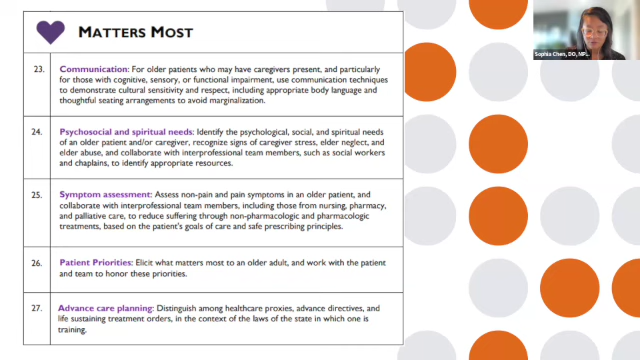 MATTERS MOST
Sophia Chen, DO, MP...
23. Communication: For older patients who may have caregivers present, and particularly
for those with cognitive, sensory, or functional impairment, use communication techniques
to demonstrate cultural sensitivity and respect, including appropriate body language and
thoughtful seating arrangements to avoid marginalization.
24. Psychosocial and spiritual needs: Identify the psychological, social, and spiritual needs
of an older patient and/or caregiver, recognize signs of caregiver stress, elder neglect, and
elder abuse, and collaborate with interprofessional team members, such as social workers
and chaplains, to identify appropriate resources.
25. Symptom assessment: Assess non-pain and pain symptoms in an older patient, and
collaborate with interprofessional team members, including those from nursing, pharmacy,
and palliative care, to reduce suffering through non-pharmacologic and pharmacologic
treatments, based on the patient's goals of care and safe prescribing principles.
26. Patient Priorities: Elicit what matters most to an older adult, and work with the patient
and team to honor these priorities.
27. Advance care planning: Distinguish among healthcare proxies, advance directives, and
life sustaining treatment orders, in the context of the laws of the state in which one is
training.